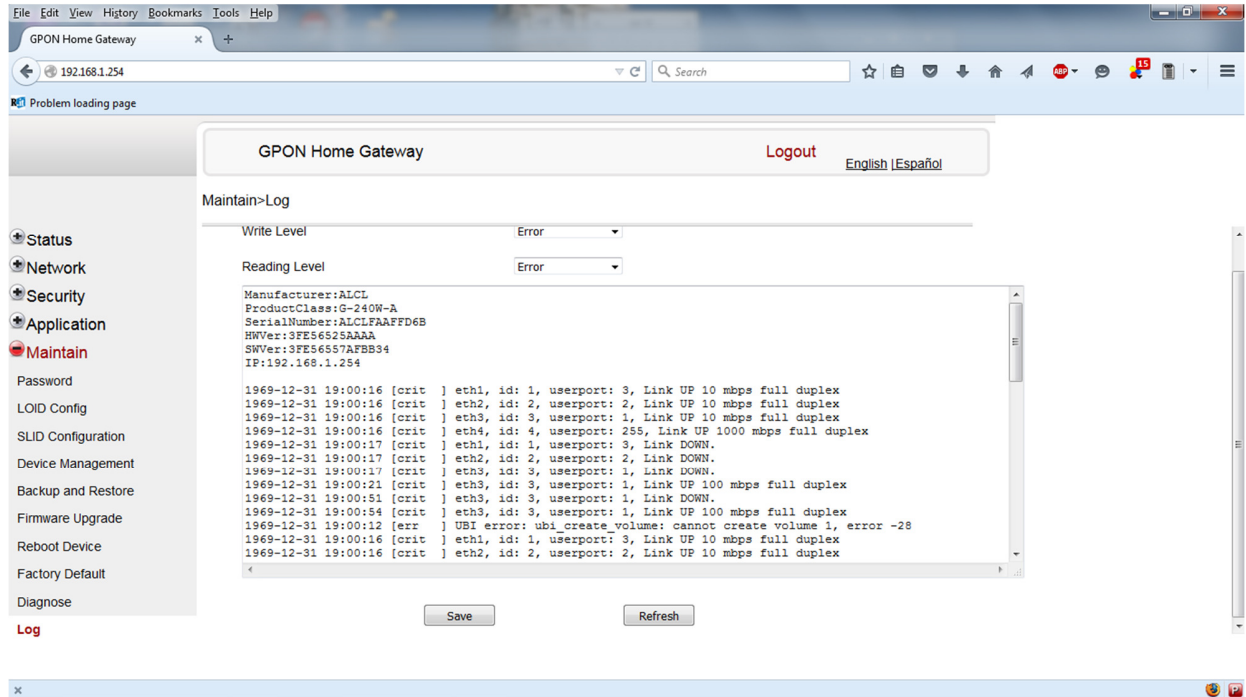 File Edit View History Bookmarks Tools Help
GPON Home Gateway × +
192.168.1.254 Search ABP 15
Problem loading page
GPON Home Gateway Logout English | Español
Maintain>Log
Status
Network
Security
Application
Maintain
Password
LOID Config
SLID Configuration
Device Management
Backup and Restore
Firmware Upgrade
Reboot Device
Factory Default
Diagnose
Log
Write Level Error
Reading Level Error
Manufacturer:ALCL
ProductClass:G-240W-A
SerialNumber:ALCLFAAFFD6B
HWVer:3FE56525AAAA
SWVer:3FE56557AFBB34
IP:192.168.1.254
1969-12-31 19:00:16 [crit  ] eth1, id: 1, userport: 3, Link UP 10 mbps full duplex
1969-12-31 19:00:16 [crit  ] eth2, id: 2, userport: 2, Link UP 10 mbps full duplex
1969-12-31 19:00:16 [crit  ] eth3, id: 3, userport: 1, Link UP 10 mbps full duplex
1969-12-31 19:00:16 [crit  ] eth4, id: 4, userport: 255, Link UP 1000 mbps full duplex
1969-12-31 19:00:17 [crit  ] eth1, id: 1, userport: 3, Link DOWN.
1969-12-31 19:00:17 [crit  ] eth2, id: 2, userport: 2, Link DOWN.
1969-12-31 19:00:17 [crit  ] eth3, id: 3, userport: 1, Link DOWN.
1969-12-31 19:00:21 [crit  ] eth3, id: 3, userport: 1, Link UP 100 mbps full duplex
1969-12-31 19:00:51 [crit  ] eth3, id: 3, userport: 1, Link DOWN.
1969-12-31 19:00:54 [crit  ] eth3, id: 3, userport: 1, Link UP 100 mbps full duplex
1969-12-31 19:00:12 [err   ] UBI error: ubi_create_volume: cannot create volume 1, error -28
1969-12-31 19:00:16 [crit  ] eth1, id: 1, userport: 3, Link UP 10 mbps full duplex
1969-12-31 19:00:16 [crit  ] eth2, id: 2, userport: 2, Link UP 10 mbps full duplex
Save Refresh